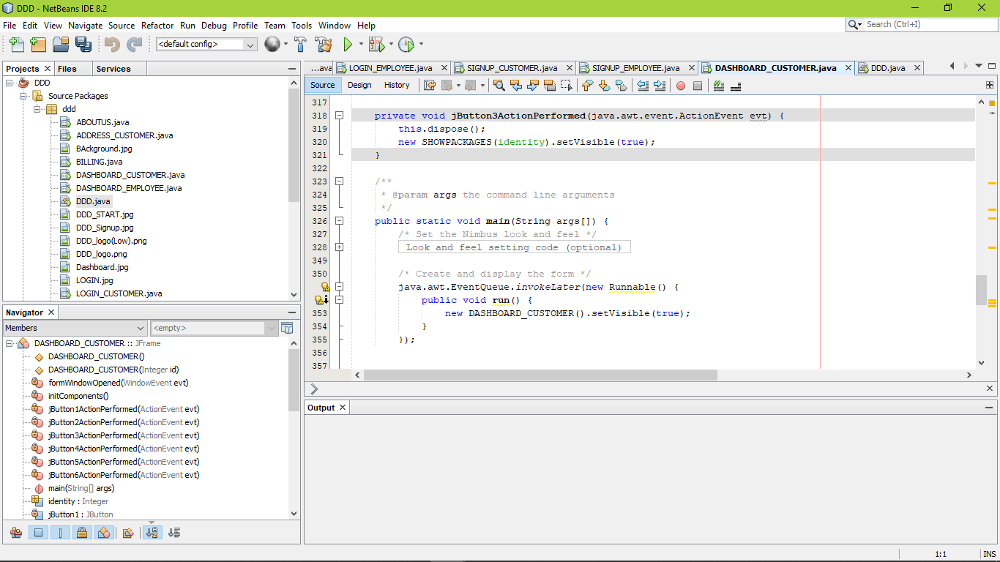 DDD - NetBeans IDE 8.2
File Edit View Navigate Source Refactor Run Debug Profile Team Tools Window Help
Search (Ctrl+I)
<default config>
Projects
Files
Services
DDD
Source Packages
ddd
ABOUTUS.java
ADDRESS_CUSTOMER.java
BAckground.jpg
BILLING.java
DASHBOARD_CUSTOMER.java
DASHBOARD_EMPLOYEE.java
DDD.java
DDD_START.jpg
DDD_Signup.jpg
DDD_logo(Low).png
DDD_logo.png
Dashboard.jpg
LOGIN.jpg
LOGIN_CUSTOMER.java
Navigator
Members
<empty>
DASHBOARD_CUSTOMER :: JFrame
DASHBOARD_CUSTOMER()
DASHBOARD_CUSTOMER(Integer id)
formWindowOpened(WindowEvent evt)
initComponents()
jButton1ActionPerformed(ActionEvent evt)
jButton2ActionPerformed(ActionEvent evt)
jButton3ActionPerformed(ActionEvent evt)
jButton4ActionPerformed(ActionEvent evt)
jButton5ActionPerformed(ActionEvent evt)
jButton6ActionPerformed(ActionEvent evt)
main(String[] args)
identity : Integer
jButton1 : JButton
...ava LOGIN_EMPLOYEE.java SIGNUP_CUSTOMER.java SIGNUP_EMPLOYEE.java DASHBOARD_CUSTOMER.java DDD.java
Source Design History
317
318 private void jButton3ActionPerformed(java.awt.event.ActionEvent evt) {
319 this.dispose();
320 new SHOWPACKAGES(identity).setVisible(true);
321 }
322
323 /**
324 * @param args the command line arguments
325 */
326 public static void main(String args[]) {
327 /* Set the Nimbus look and feel */
328 Look and feel setting code (optional)
349
350 /* Create and display the form */
java.awt.EventQueue.invokeLater(new Runnable() {
public void run() {
353 new DASHBOARD_CUSTOMER().setVisible(true);
354 }
355 });
356
357
Output
1:1 INS